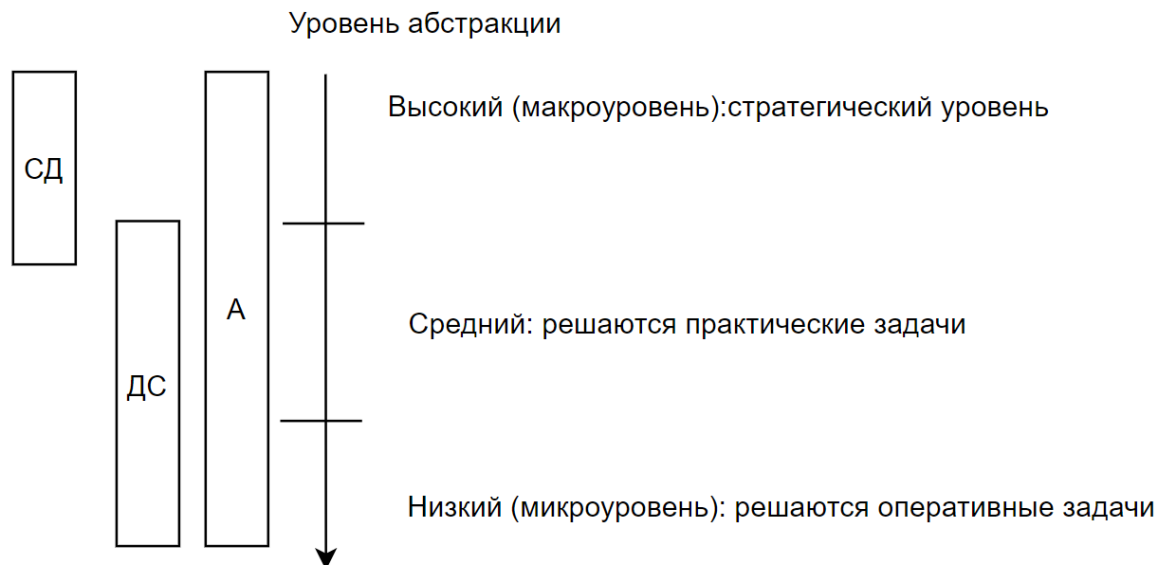 Уровень абстракции
Высокий (макроуровень):стратегический уровень
СД
А
Средний: решаются практические задачи
ДС
Низкий (микроуровень): решаются оперативные задачи